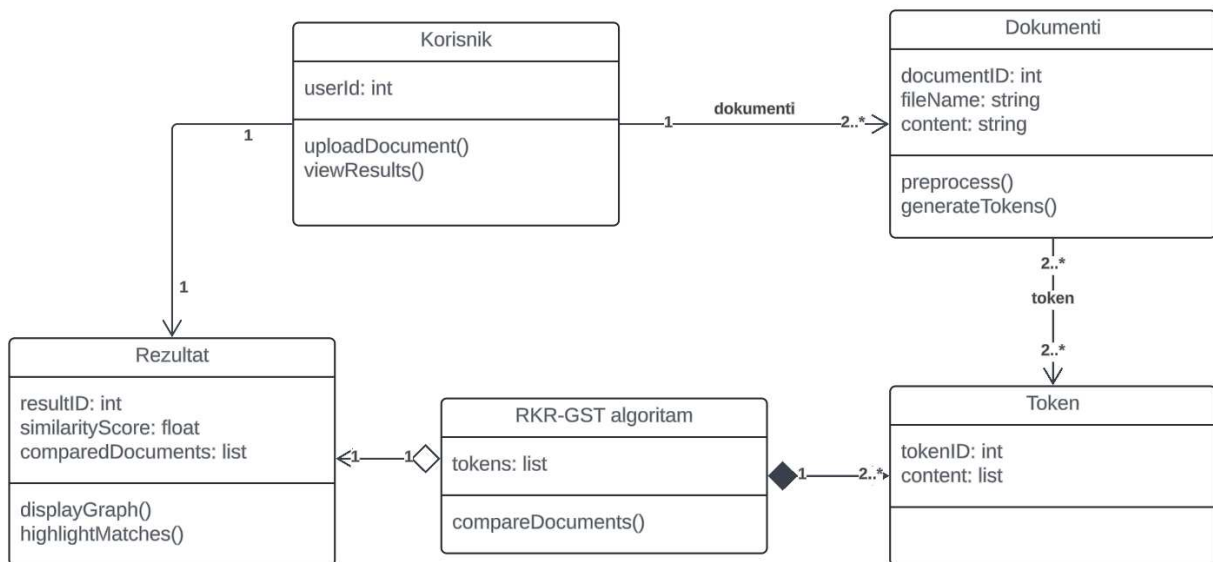 Korisnik
userId: int
uploadDocument()
viewResults()
1
dokumenti
2..*
Dokumenti
documentID: int
fileName: string
content: string
preprocess()
generateTokens()
1
1
2..*
token
2..*
Rezultat
resultID: int
similarityScore: float
comparedDocuments: list
displayGraph()
highlightMatches()
1
1
RKR-GST algoritam
tokens: list
compareDocuments()
1
2..*
Token
tokenID: int
content: list